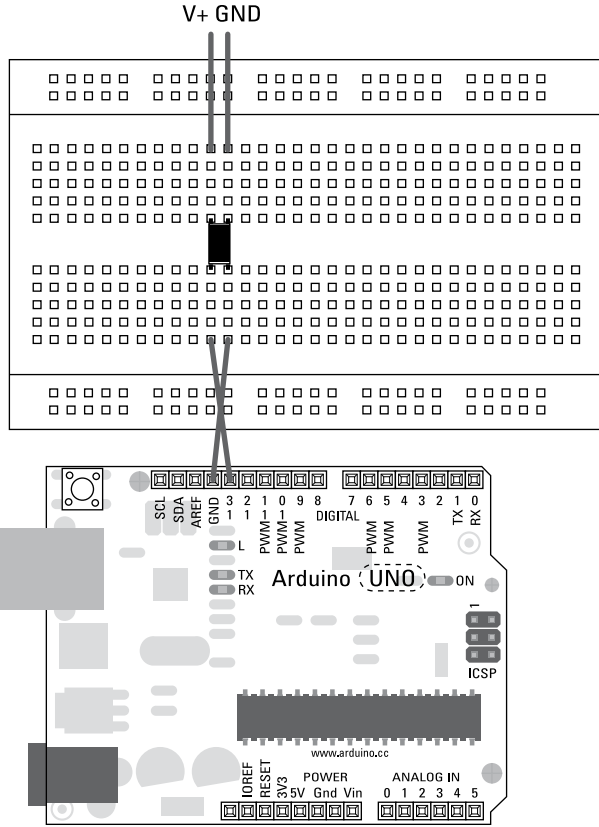 V+ GND
SCL
SDA
AREF
GND
13
12
11
10
9
8
7
6
5
4
3
2
1
0
PWM
PWM
PWM
DIGITAL
PWM
PWM
PWM
TX
RX
L
TX
RX
Arduino UNO
ON
1
ICSP
www.arduino.cc
IOREF
RESET
3V3
5V Gnd Vin
POWER
ANALOG IN
0 1 2 3 4 5